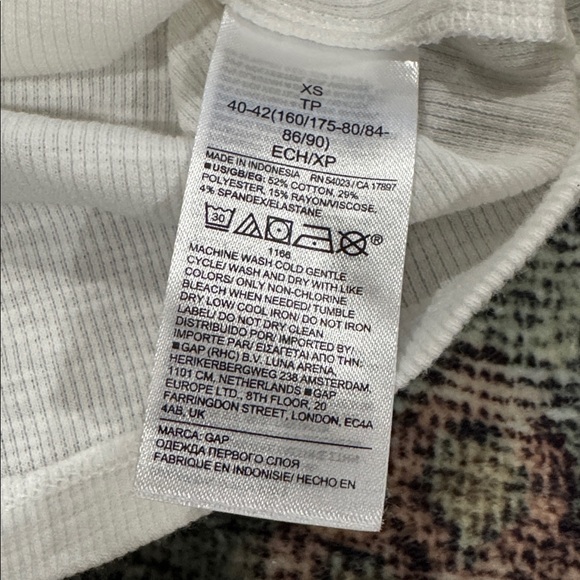 XS
TP
40-42(160/175-80/84-
86/90)
ECH/XP
MADE IN INDONESIA RN 54023 / CA 17897
■US/GB/EG: 52% COTTON, 29%
POLYESTER, 15% RAYON/VISCOSE,
4% SPANDEX/ELASTANE
30 ®
1166
MACHINE WASH COLD GENTLE
CYCLE/ WASH AND DRY WITH LIKE
COLORS/ ONLY NON-CHLORINE
BLEACH WHEN NEEDED/ TUMBLE
DRY LOW/ COOL IRON/ DO NOT IRON
LABEL/ DO NOT DRY CLEAN
DISTRIBUIDO POR/ IMPORTED BY/
IMPORTE PAR/ ΕΙΣΑΓΕΤΑΙ ΑΠΟ ΤΗΝ:
■GAP (RHC) B.V. LUNA ARENA,
HERIKERBERGWEG 238 AMSTERDAM,
1101 CM, NETHERLANDS ■GAP
EUROPE LTD., 8TH FLOOR, 20
FARRINGDON STREET, LONDON, EC4A
4AB, UK
MARCA: GAP
ОДЕЖДА ПЕРВОГО СЛОЯ
FABRIQUE EN INDONISIE/ HECHO EN